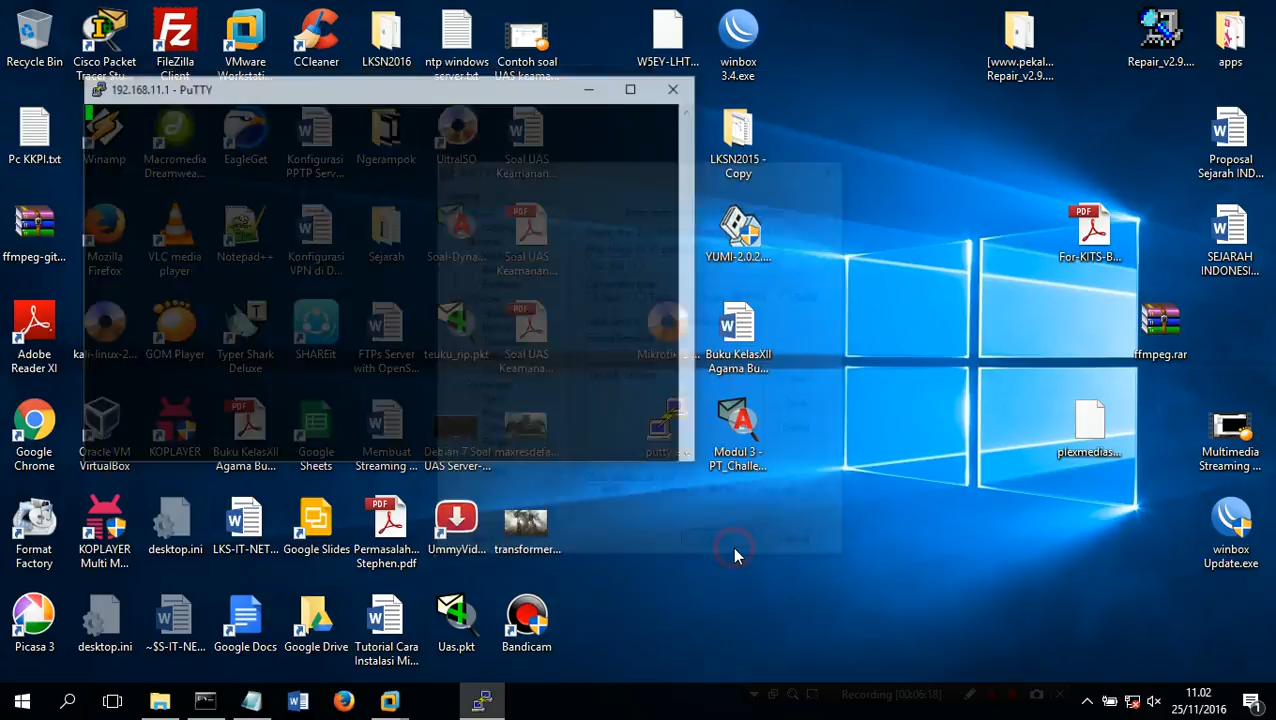 Recycle Bin
Cisco Packet
Tracer Stu...
FileZilla
Client
VMware
Workstati...
CCleaner
LKSN2016
ntp windows
server.txt
Contoh soal
UAS keama...
W5EY-LHT...
winbox
3.4.exe
[www.pekal...
Repair_v2.9....
Repair_v2.9....
apps
192.168.11.1 - PuTTY
Pc KKPI.txt
Winamp
Macromedia
Dreamwea...
EagleGet
Konfigurasi
PPTP Serv...
Ngerampok
UltraISO
Soal UAS
Keamanan...
LKSN2015 -
Copy
Proposal
Sejarah IND...
ffmpeg-git...
Mozilla
Firefox
VLC media
player
Notepad++
Konfigurasi
VPN di D...
Sejarah
Soal-Dyna...
Soal UAS
Keamanan...
YUMI-2.0.2....
For-KITS-B...
SEJARAH
INDONESI...
Adobe
Reader XI
kali-linux-2...
GOM Player
Typer Shark
Deluxe
SHAREit
FTPs Server
with OpenS...
teuku_rip.pkt
Soal UAS
Keamana...
Buku KelasXII
Agama Bu...
ffmpeg.rar
Google
Chrome
Oracle VM
VirtualBox
KOPLAYER
Buku KelasXII
Agama Bu...
Google
Sheets
Membuat
Streaming ...
Debian 7 Soal
UAS Server-...
maxresdefa...
Modul 3 -
PT_Challe...
plexmedias...
Multimedia
Streaming ...
Format
Factory
KOPLAYER
Multi M...
desktop.ini
LKS-IT-NET...
Google Slides
Permasalah...
Stephen.pdf
UmmyVid...
transformer...
winbox
Update.exe
Picasa 3
desktop.ini
~$S-IT-NE...
Google Docs
Google Drive
Tutorial Cara
Instalasi Mi...
Uas.pkt
Bandicam
Recording [00:06:18]
11.02
25/11/2016